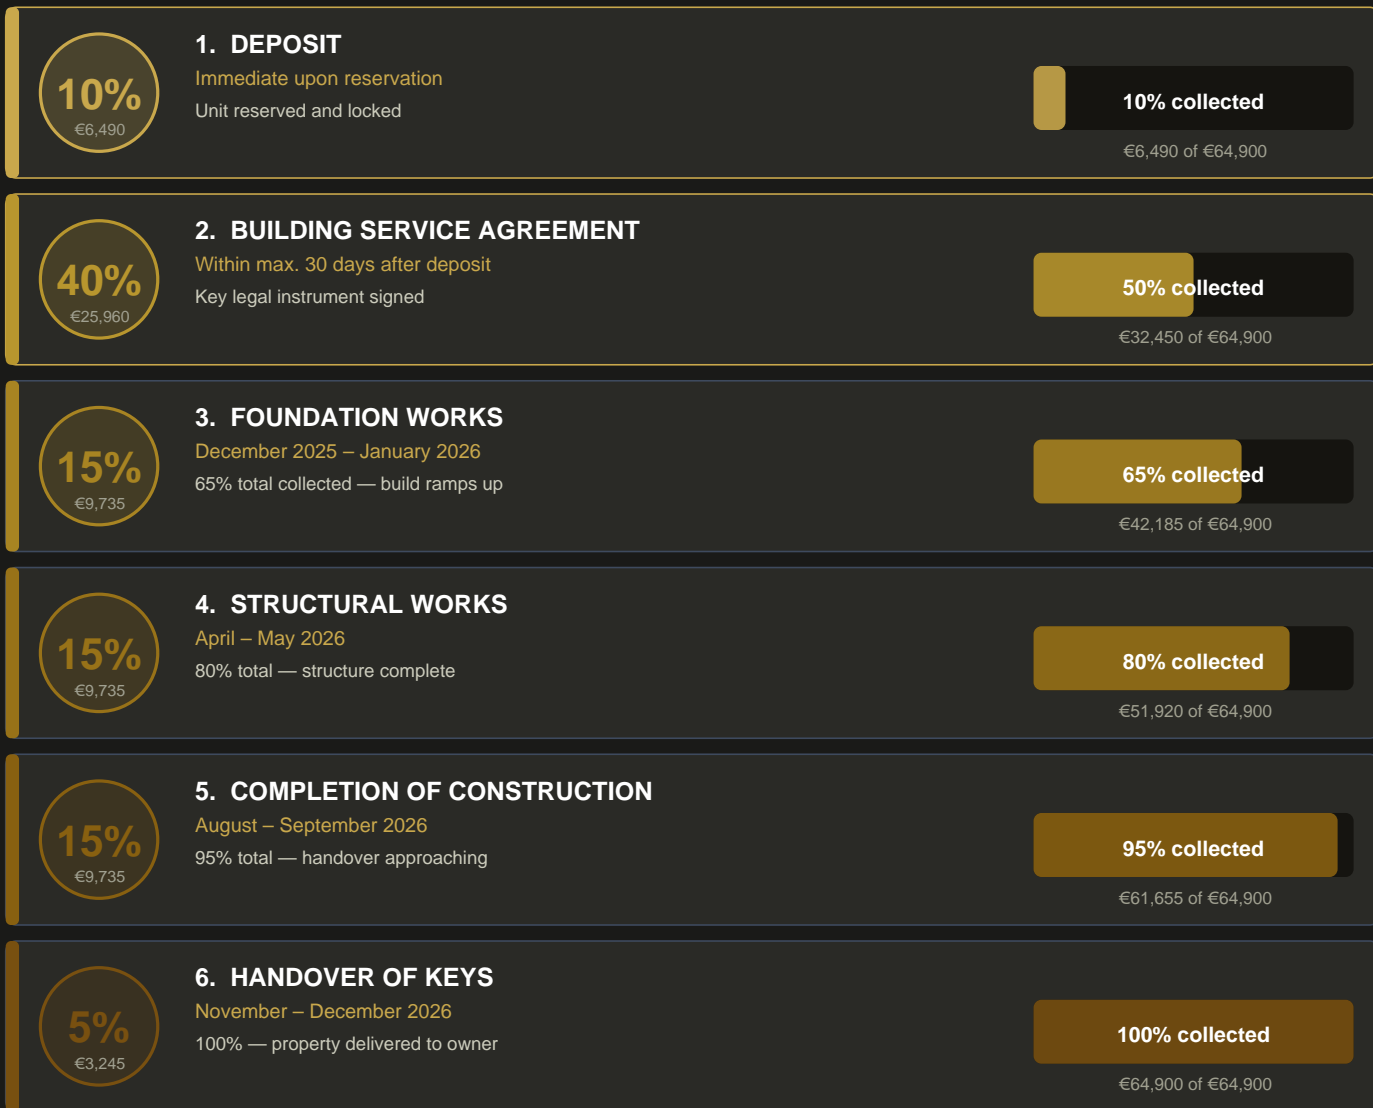 10%
€6,490
1. DEPOSIT
Immediate upon reservation
Unit reserved and locked
10% collected
€6,490 of €64,900
40%
€25,960
2. BUILDING SERVICE AGREEMENT
Within max. 30 days after deposit
Key legal instrument signed
50% collected
€32,450 of €64,900
15%
€9,735
3. FOUNDATION WORKS
December 2025 – January 2026
65% total collected — build ramps up
65% collected
€42,185 of €64,900
15%
€9,735
4. STRUCTURAL WORKS
April – May 2026
80% total — structure complete
80% collected
€51,920 of €64,900
15%
€9,735
5. COMPLETION OF CONSTRUCTION
August – September 2026
95% total — handover approaching
95% collected
€61,655 of €64,900
5%
€3,245
6. HANDOVER OF KEYS
November – December 2026
100% — property delivered to owner
100% collected
€64,900 of €64,900